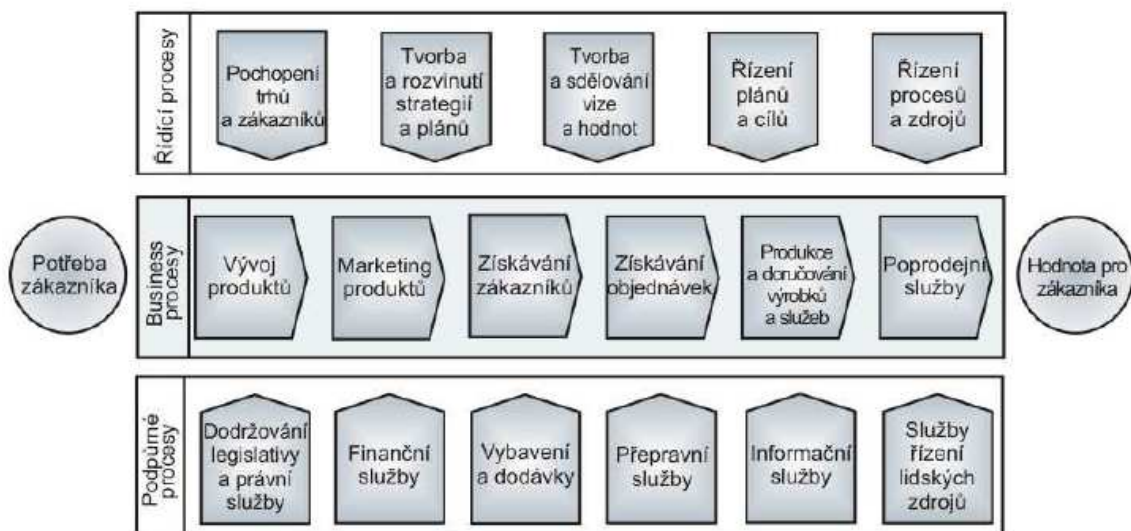 Řídící procesy
Pochopení
trhů
a zákazníků
Tvorba
a rozvinutí
strategií
a plánů
Tvorba
a sdělování
vize
a hodnot
Řízení
plánů
a cílů
Řízení
procesů
a zdrojů
Potřeba
zákazníka
Business
procesy
Vývoj
produktů
Marketing
produktů
Získávání
zákazníků
Získávání
objednávek
Produkce
a doručování
výrobků
a služeb
Poprodejní
služby
Hodnota pro
zákazníka
Podpůrné
procesy
Dodržování
legislativy
a právní
služby
Finanční
služby
Vybavení
a dodávky
Přepravní
služby
Informační
služby
Služby
řízení
lidských
zdrojů